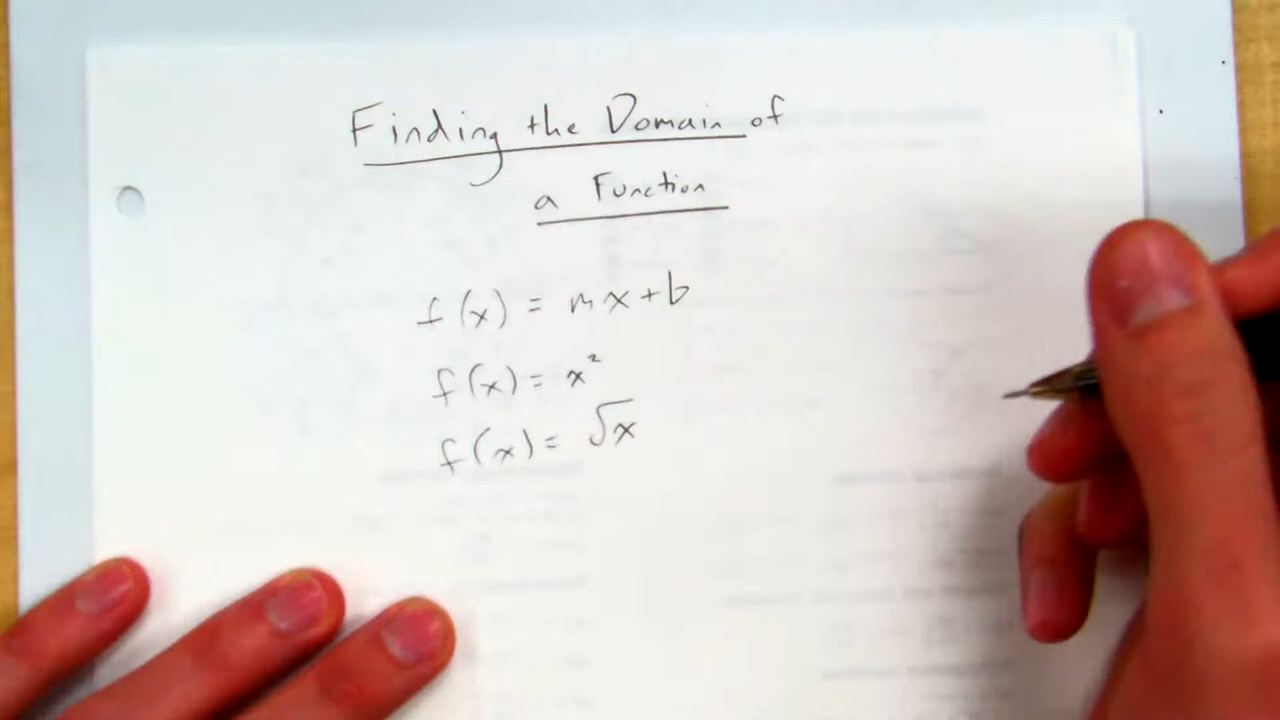 Finding the Domain of
a Function
f(x) = mx+b
f(x) = x²
f(x) = √x